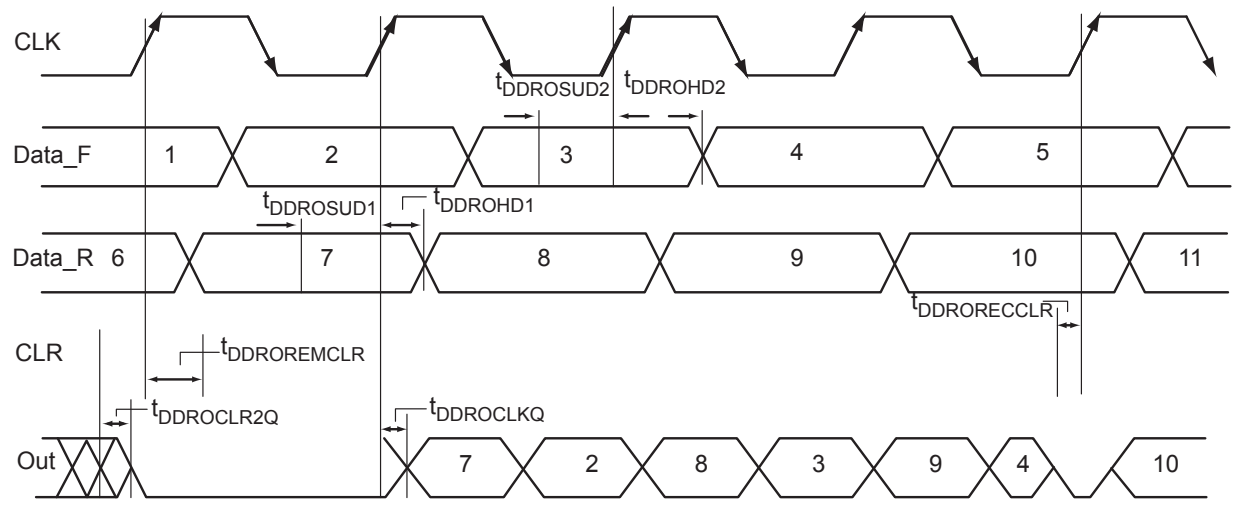 CLK
tDDROSUD2 tDDROHD2
Data_F 1 2 3 4 5
tDDROSUD1 tDDROHD1
Data_R 6 7 8 9 10 11
tDDRORECCLR
CLR
tDDROREMCLR
tDDROCLR2Q tDDROCLKQ
Out 7 2 8 3 9 4 10